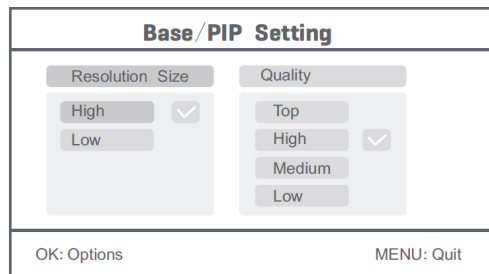 Base/PIP Setting
Resolution Size
High
Low
Quality
Top
High
Medium
Low
OK: Options
MENU: Quit